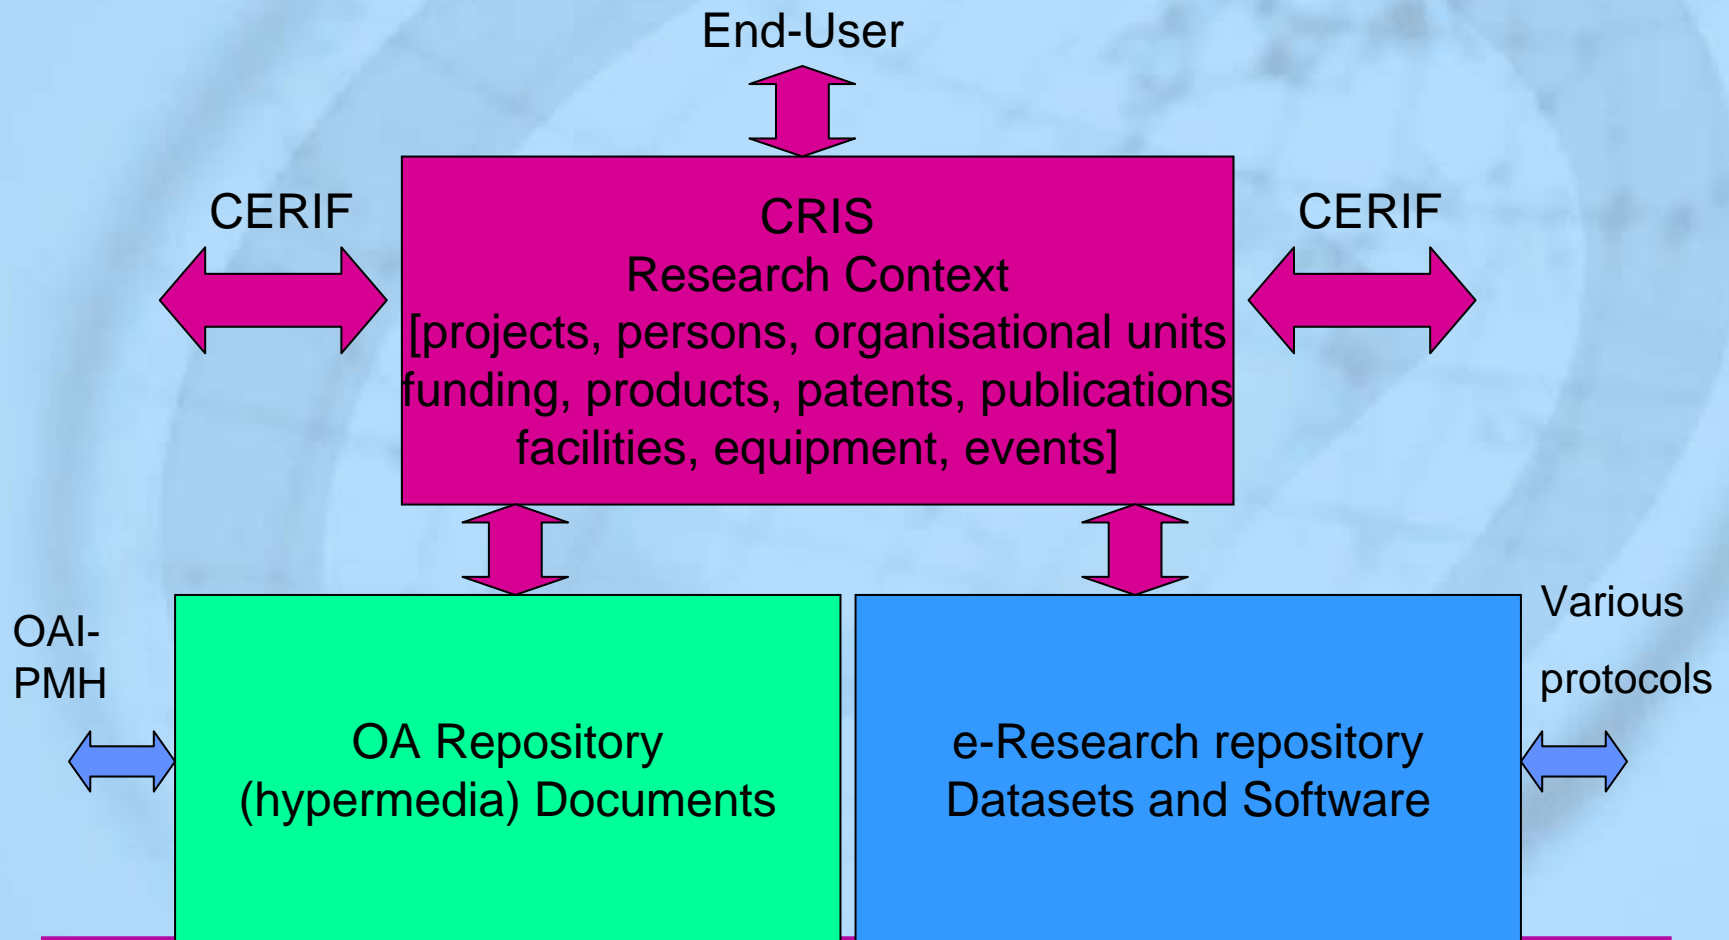 End-User
CERIF
CRIS
Research Context
[projects, persons, organisational units
funding, products, patents, publications
facilities, equipment, events]
CERIF
OAI-
PMH
OA Repository
(hypermedia) Documents
e-Research repository
Datasets and Software
Various
protocols